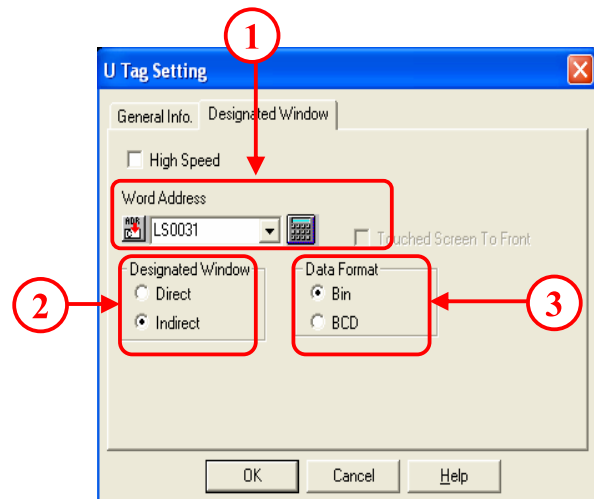 1
U Tag Setting
General Info. Designated Window
High Speed
Word Address
ADR
LS0031
Touched Screen To Front
Designated Window Data Format
2 Direct Bin 3
Indirect BCD
OK Cancel Help